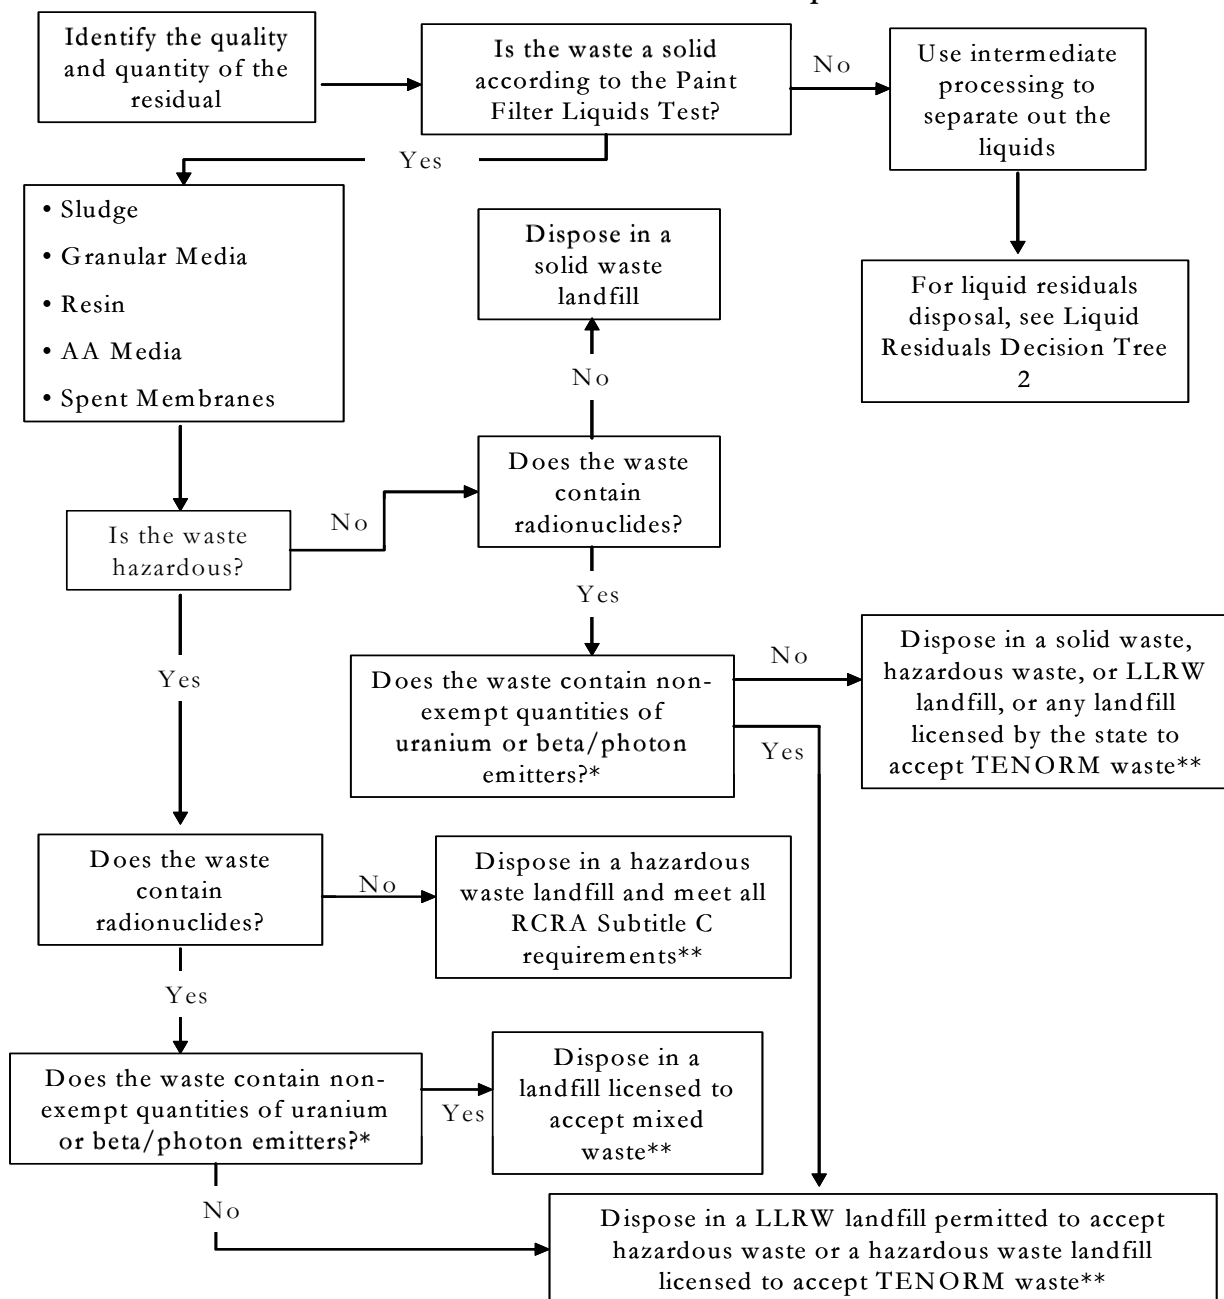 Identify the quality
and quantity of the
residual
Is the waste a solid
according to the Paint
Filter Liquids Test?
No
Use intermediate
processing to
separate out the
liquids
Yes
• Sludge
• Granular Media
• Resin
• AA Media
• Spent Membranes
Dispose in a
solid waste
landfill
For liquid residuals
disposal, see Liquid
Residuals Decision Tree
2
No
Does the waste
contain
radionuclides?
Is the waste
hazardous?
No
Yes
Yes
Does the waste contain non-
exempt quantities of
uranium or beta/photon
emitters?*
No
Dispose in a solid waste,
hazardous waste, or LLRW
landfill, or any landfill
licensed by the state to
accept TENORM waste**
Yes
Does the waste
contain
radionuclides?
No
Dispose in a hazardous
waste landfill and meet all
RCRA Subtitle C
requirements**
Yes
Does the waste contain non-
exempt quantities of uranium
or beta/photon emitters?*
Yes
Dispose in a
landfill licensed to
accept mixed
waste**
No
Dispose in a LLRW landfill permitted to accept
hazardous waste or a hazardous waste landfill
licensed to accept TENORM waste**